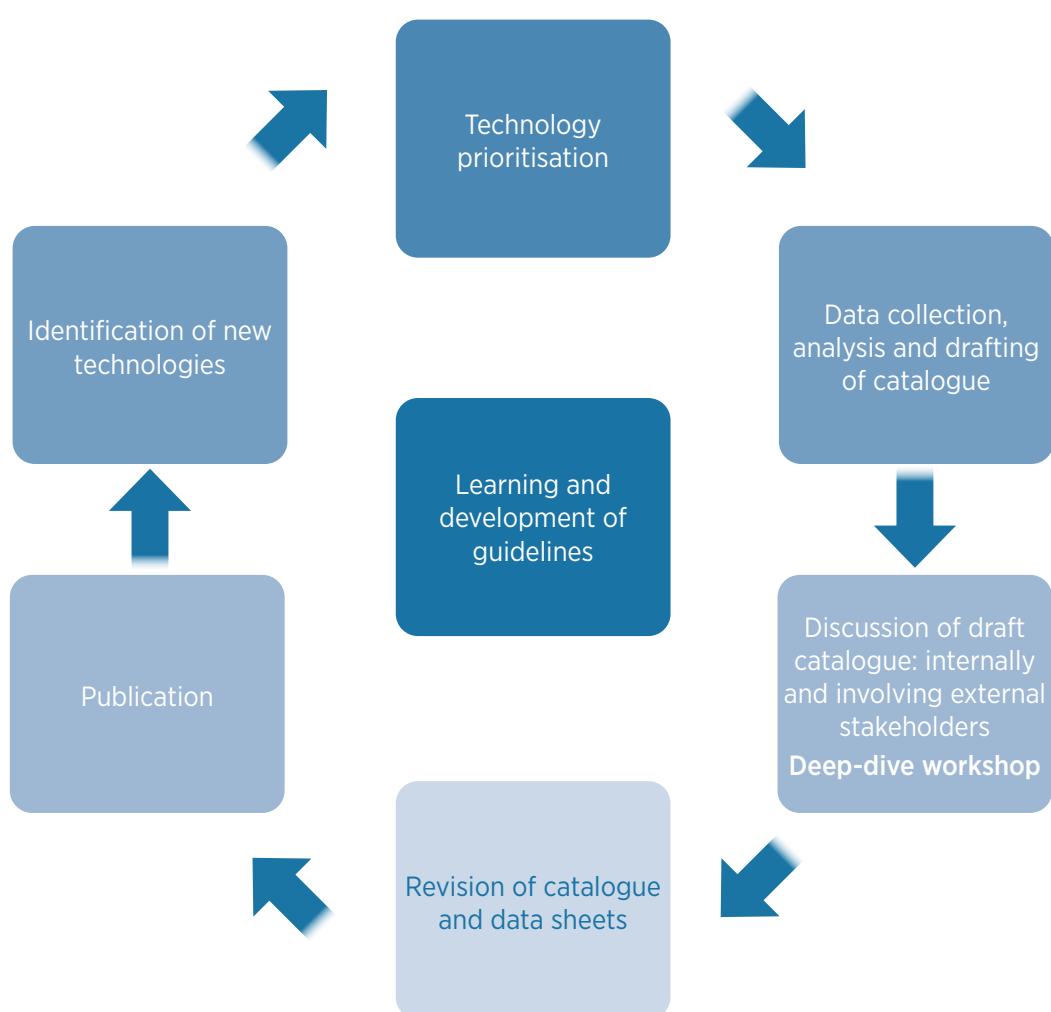 Technology
prioritisation
Data collection,
analysis and drafting
of catalogue
Discussion of draft
catalogue: internally
and involving external
stakeholders
Deep-dive workshop
Revision of catalogue
and data sheets
Publication
Identification of new
technologies
Learning and
development of
guidelines